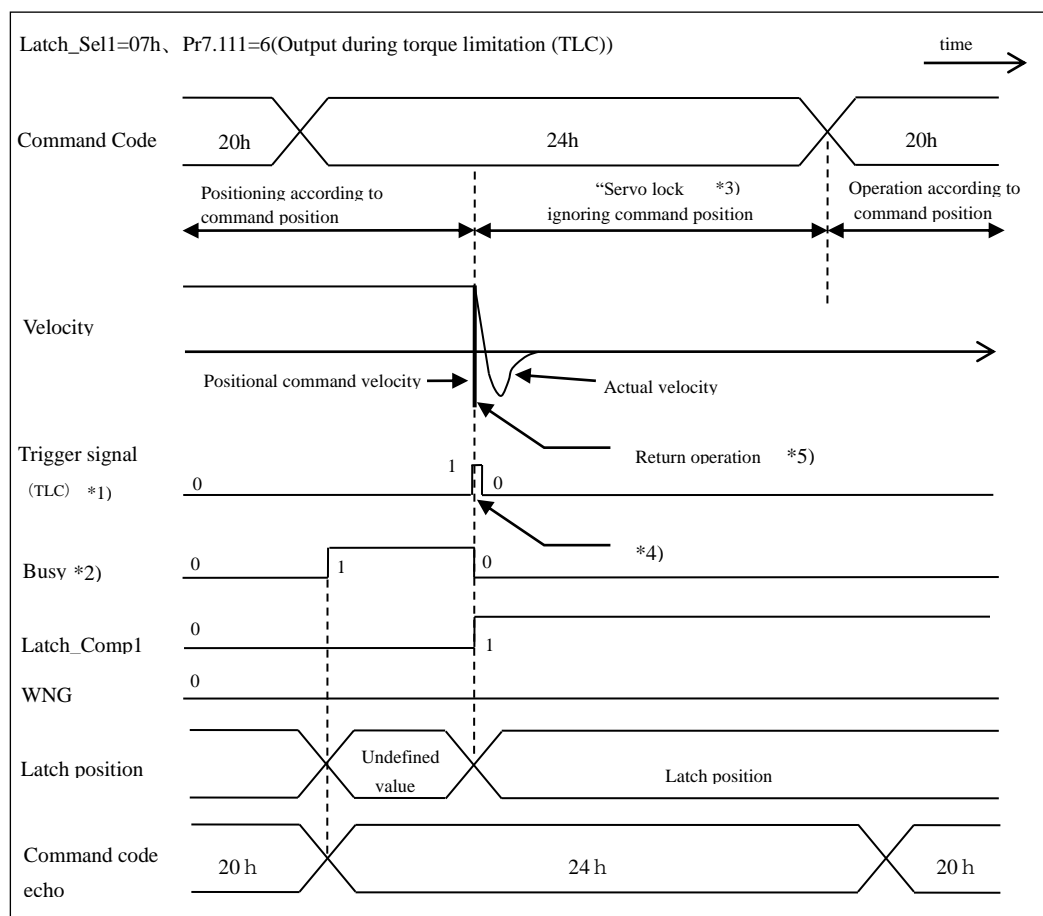 Latch_Sel1=07h、Pr7.111=6(Output during torque limitation (TLC))
time
Command Code
20h
24h
20h
Positioning according to
command position
“Servo lock *3)
ignoring command position
Operation according to
command position
Velocity
Positional command velocity
Actual velocity
Return operation *5)
Trigger signal
（TLC） *1)
0
1
0
*4)
Busy *2)
0
1
0
Latch_Comp1
0
1
WNG
0
Latch position
Undefined
value
Latch position
Command code
echo
20ｈ
24ｈ
20ｈ